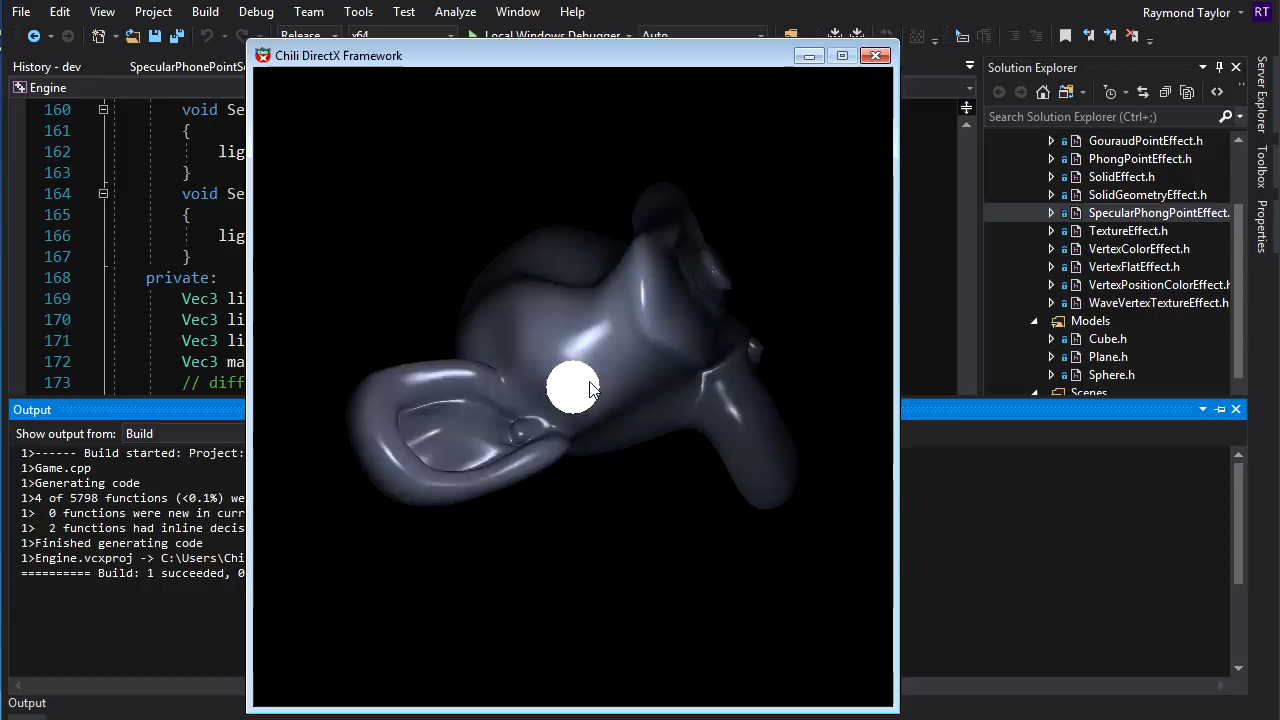 File Edit View Project Build Debug Team Tools Test Analyze Window Help
Raymond Taylor RT
Release x64 Local Windows Debugger Auto
History - dev SpecularPhonePointS
Chili DirectX Framework
Solution Explorer
Engine
Search Solution Explorer (Ctrl+;)
160 void Se
161 {
162 lig
163 }
164 void Se
165 {
166 lig
167 }
168 private:
169 Vec3 li
170 Vec3 li
171 Vec3 li
172 Vec3 ma
173 // diff
GouraudPointEffect.h
PhongPointEffect.h
SolidEffect.h
SolidGeometryEffect.h
SpecularPhongPointEffect.
TextureEffect.h
VertexColorEffect.h
VertexFlatEffect.h
VertexPositionColorEffect.h
WaveVertexTextureEffect.h
Models
Cube.h
Plane.h
Sphere.h
Scenes
Server Explorer
Toolbox
Properties
Output
Show output from: Build
1>------ Build started: Project:
1>Game.cpp
1>Generating code
1>4 of 5798 functions (<0.1%) we
1> 0 functions were new in curr
1> 2 functions had inline decis
1>Finished generating code
1>Engine.vcxproj -> C:\Users\Chi
========== Build: 1 succeeded, 0
Output